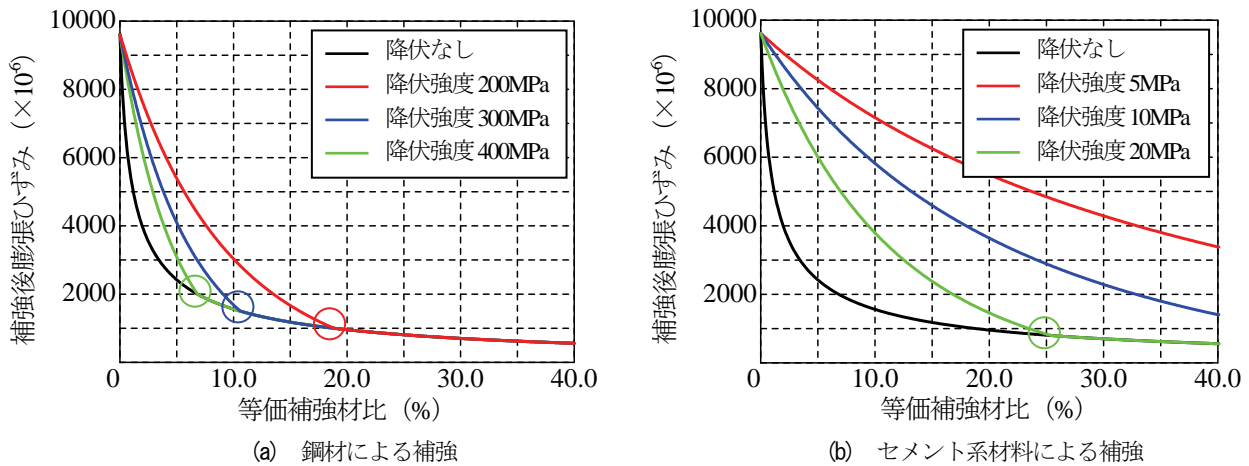 補強後膨張ひずみ (×10⁻⁶)
10000
8000
6000
4000
2000
0
10.0
20.0
30.0
40.0
降伏なし
降伏強度 200MPa
降伏強度 300MPa
降伏強度 400MPa
等価補強材比 (%)
(a) 鋼材による補強
補強後膨張ひずみ (×10⁻⁶)
10000
8000
6000
4000
2000
0
10.0
20.0
30.0
40.0
降伏なし
降伏強度 5MPa
降伏強度 10MPa
降伏強度 20MPa
等価補強材比 (%)
(b) セメント系材料による補強